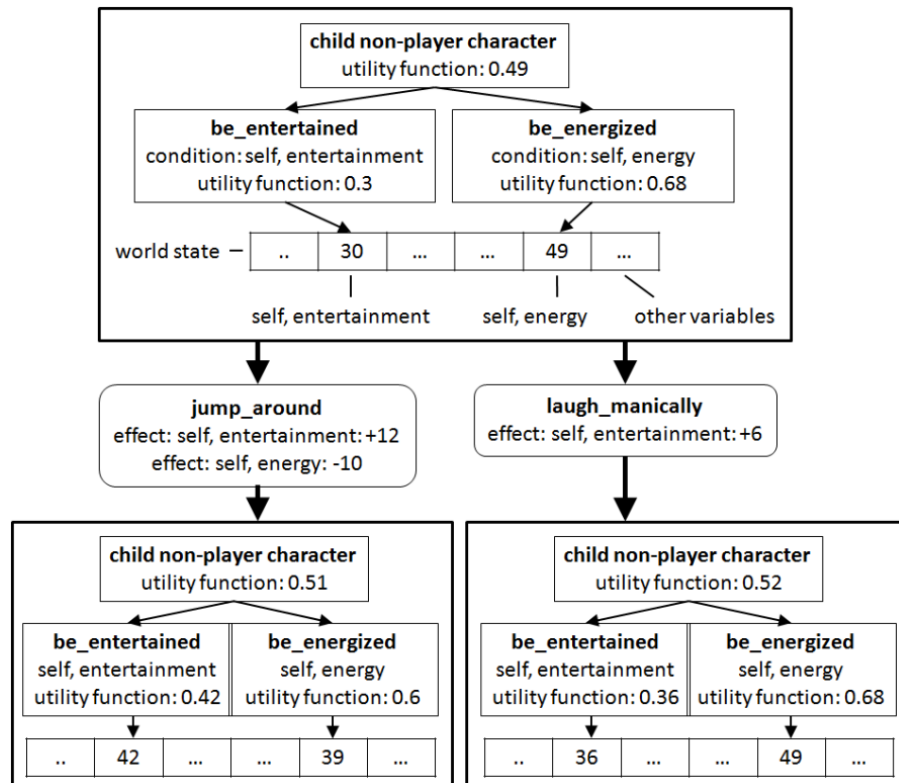 child non-player character
utility function: 0.49
be_entertained
condition: self, entertainment
utility function: 0.3
be_energized
condition: self, energy
utility function: 0.68
world state – .. 30 ... ... 49 ...
self, entertainment self, energy other variables
jump_around
effect: self, entertainment: +12
effect: self, energy: -10
laugh_manically
effect: self, entertainment: +6
child non-player character
utility function: 0.51
be_entertained
self, entertainment
utility function: 0.42
be_energized
self, energy
utility function: 0.6
.. 42 ... ... 39 ...
child non-player character
utility function: 0.52
be_entertained
self, entertainment
utility function: 0.36
be_energized
self, energy
utility function: 0.68
.. 36 ... ... 49 ...